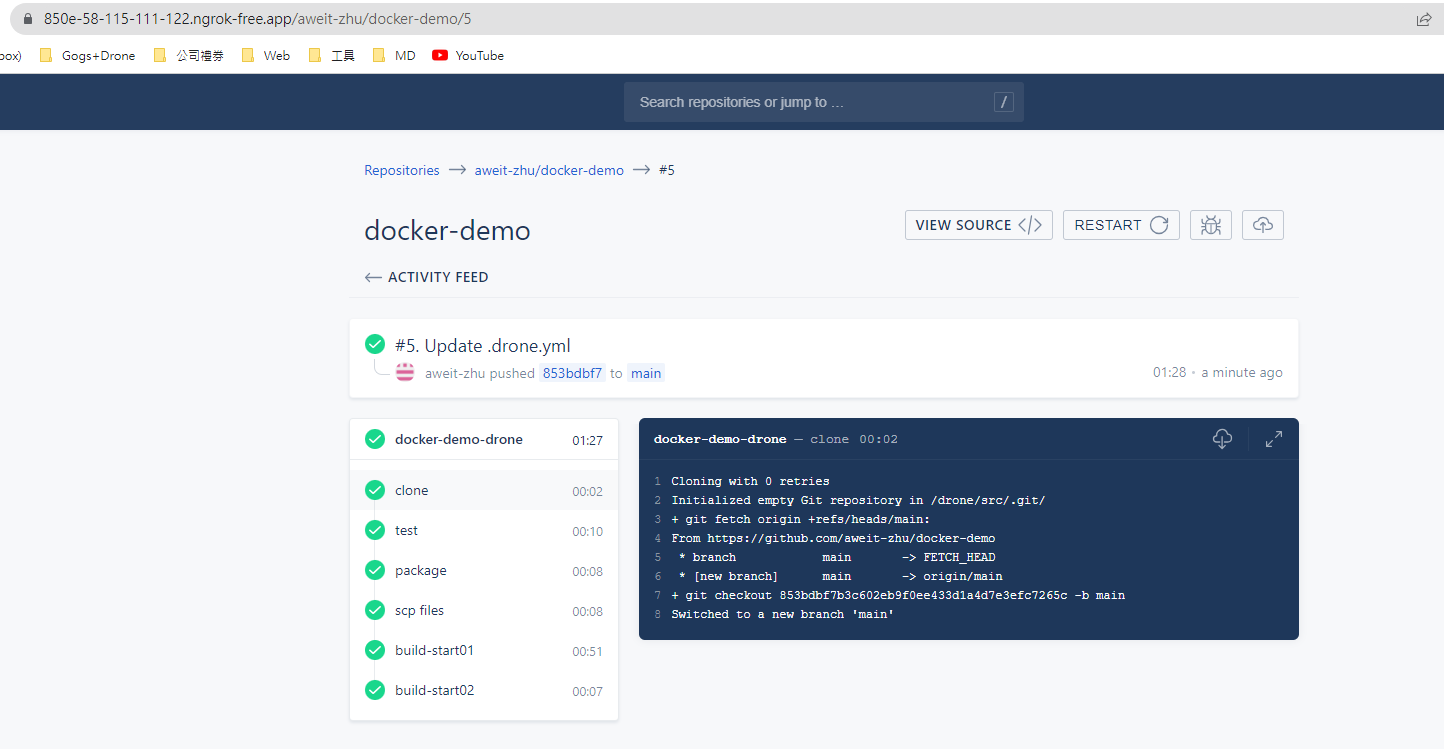 850e-58-115-111-122.ngrok-free.app/aweit-zhu/docker-demo/5
box) Gogs+Drone 公司禮券 Web 工具 MD YouTube
Search repositories or jump to … /
Repositories → aweit-zhu/docker-demo → #5
docker-demo
VIEW SOURCE </> RESTART
← ACTIVITY FEED
#5. Update .drone.yml
aweit-zhu pushed 853bdbf7 to main
01:28 • a minute ago
docker-demo-drone 01:27
clone 00:02
test 00:10
package 00:08
scp files 00:08
build-start01 00:51
build-start02 00:07
docker-demo-drone — clone 00:02
1 Cloning with 0 retries
2 Initialized empty Git repository in /drone/src/.git/
3 + git fetch origin +refs/heads/main:
4 From https://github.com/aweit-zhu/docker-demo
5 * branch main -> FETCH_HEAD
6 * [new branch] main -> origin/main
7 + git checkout 853bdbf7b3c602eb9f0ee433d1a4d7e3efc7265c -b main
8 Switched to a new branch 'main'